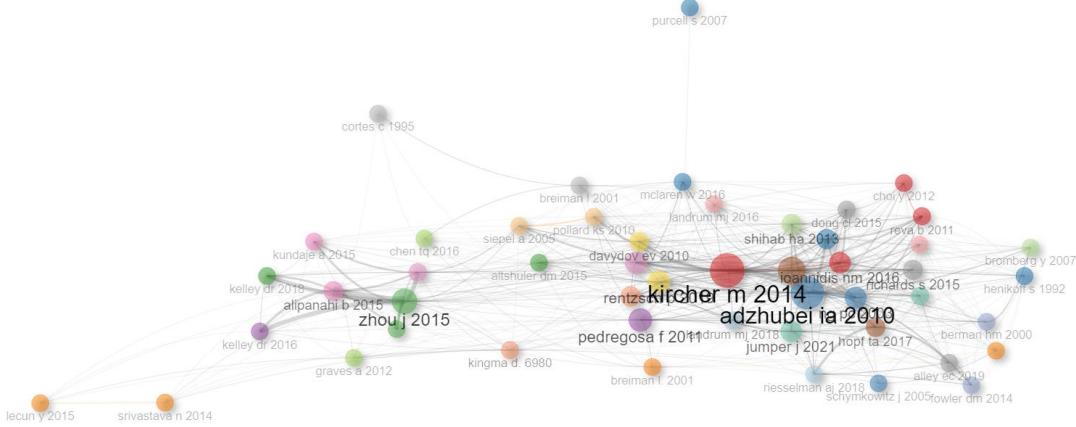 purcell s 2007
cortes c 1995
breiman l 2001
mclaren w 2016
choi y 2012
landrum mj 2016
siepel a 2005
pollard ks 2010
dong cl 2015
reva b 2011
shihab ha 2013
kundaje a 2015
chen tq 2016
davydov ev 2010
altshuler dm 2015
bromberg y 2007
ioannidis nm 2016
kelley dr 2018
richards s 2015
henikoff s 1992
alipanahi b 2015
kircher m 2014
zhou j 2015
adzhubei ia 2010
pedregosa f 2011
landrum mj 2018
hopf ta 2017
berman hm 2000
kelley dr 2016
jumper j 2021
kingma d. 6980
graves a 2012
breiman l. 2001
riesselman aj 2018
alley ec 2019
schymkowitz j 2005
fowler dm 2014
lecun y 2015
srivastava n 2014